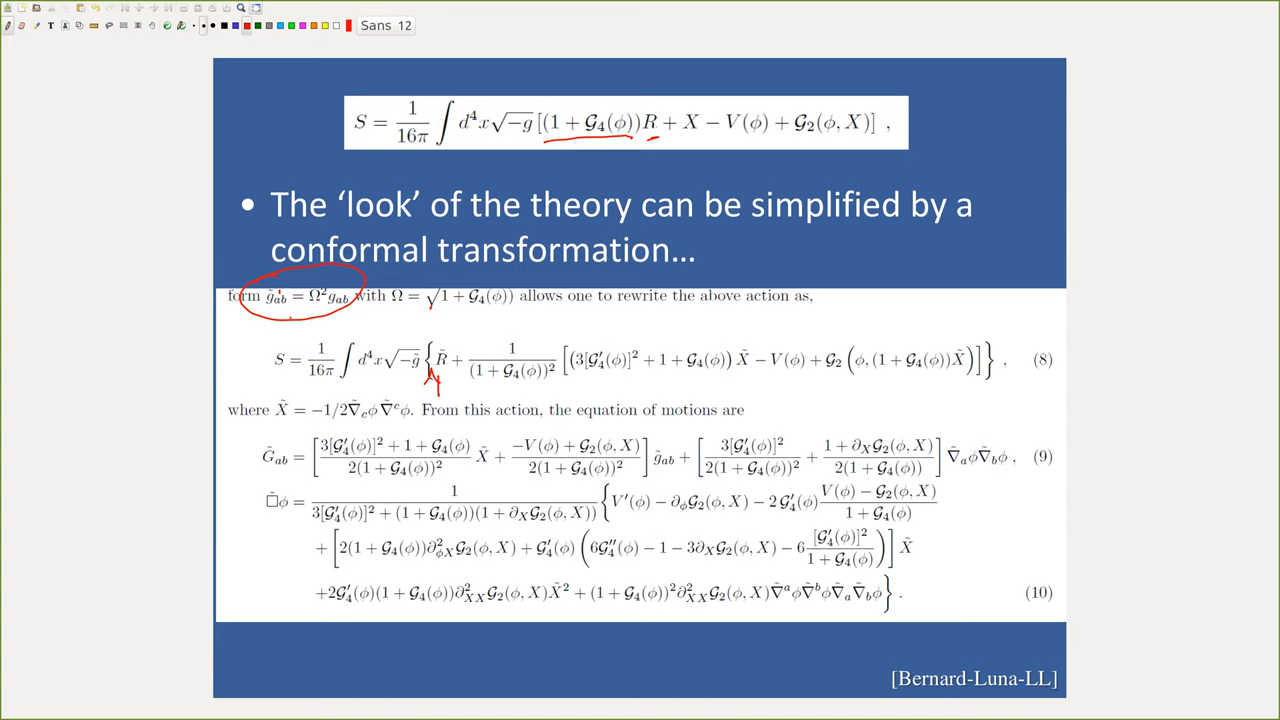 Sans 12
S = \frac{1}{16\pi} \int d^4x \sqrt{-g} [(1 + \mathcal{G}_4(\phi))R + X - V(\phi) + \mathcal{G}_2(\phi, X)] ,
• The ‘look’ of the theory can be simplified by a
conformal transformation…
form \tilde{g}_{ab} = \Omega^2 g_{ab} with \Omega = \sqrt{1 + \mathcal{G}_4(\phi)}) allows one to rewrite the above action as,
S = \frac{1}{16\pi} \int d^4x \sqrt{-\tilde{g}} \left\{ \tilde{R} + \frac{1}{(1 + \mathcal{G}_4(\phi))^2} \left[ \left(3[\mathcal{G}_4'(\phi)]^2 + 1 + \mathcal{G}_4(\phi)\right) \tilde{X} - V(\phi) + \mathcal{G}_2\left(\phi, (1 + \mathcal{G}_4(\phi))\tilde{X}\right) \right] \right\} , (8)
where \tilde{X} = -1/2\tilde{\nabla}_c\phi \tilde{\nabla}^c\phi. From this action, the equation of motions are
\tilde{G}_{ab} = \left[ \frac{3[\mathcal{G}_4'(\phi)]^2 + 1 + \mathcal{G}_4(\phi)}{2(1 + \mathcal{G}_4(\phi))^2} \tilde{X} + \frac{-V(\phi) + \mathcal{G}_2(\phi, X)}{2(1 + \mathcal{G}_4(\phi))^2} \right] \tilde{g}_{ab} + \left[ \frac{3[\mathcal{G}_4'(\phi)]^2}{2(1 + \mathcal{G}_4(\phi))^2} + \frac{1 + \partial_X \mathcal{G}_2(\phi, X)}{2(1 + \mathcal{G}_4(\phi))} \right] \tilde{\nabla}_a\phi \tilde{\nabla}_b\phi , (9)
\tilde{\Box}\phi = \frac{1}{3[\mathcal{G}_4'(\phi)]^2 + (1 + \mathcal{G}_4(\phi))(1 + \partial_X \mathcal{G}_2(\phi, X))} \left\{ V'(\phi) - \partial_\phi \mathcal{G}_2(\phi, X) - 2\mathcal{G}_4'(\phi) \frac{V(\phi) - \mathcal{G}_2(\phi, X)}{1 + \mathcal{G}_4(\phi)} \right.
+ \left[ 2(1 + \mathcal{G}_4(\phi))\partial^2_{\phi X} \mathcal{G}_2(\phi, X) + \mathcal{G}_4'(\phi) \left( 6\mathcal{G}_4''(\phi) - 1 - 3\partial_X \mathcal{G}_2(\phi, X) - 6\frac{[\mathcal{G}_4'(\phi)]^2}{1 + \mathcal{G}_4(\phi)} \right) \right] \tilde{X}
\left. +2\mathcal{G}_4'(\phi)(1 + \mathcal{G}_4(\phi))\partial^2_{XX} \mathcal{G}_2(\phi, X)\tilde{X}^2 + (1 + \mathcal{G}_4(\phi))^2 \partial^2_{XX} \mathcal{G}_2(\phi, X)\tilde{\nabla}^a\phi \tilde{\nabla}^b\phi \tilde{\nabla}_a \tilde{\nabla}_b\phi \right\} . (10)
[Bernard-Luna-LL]